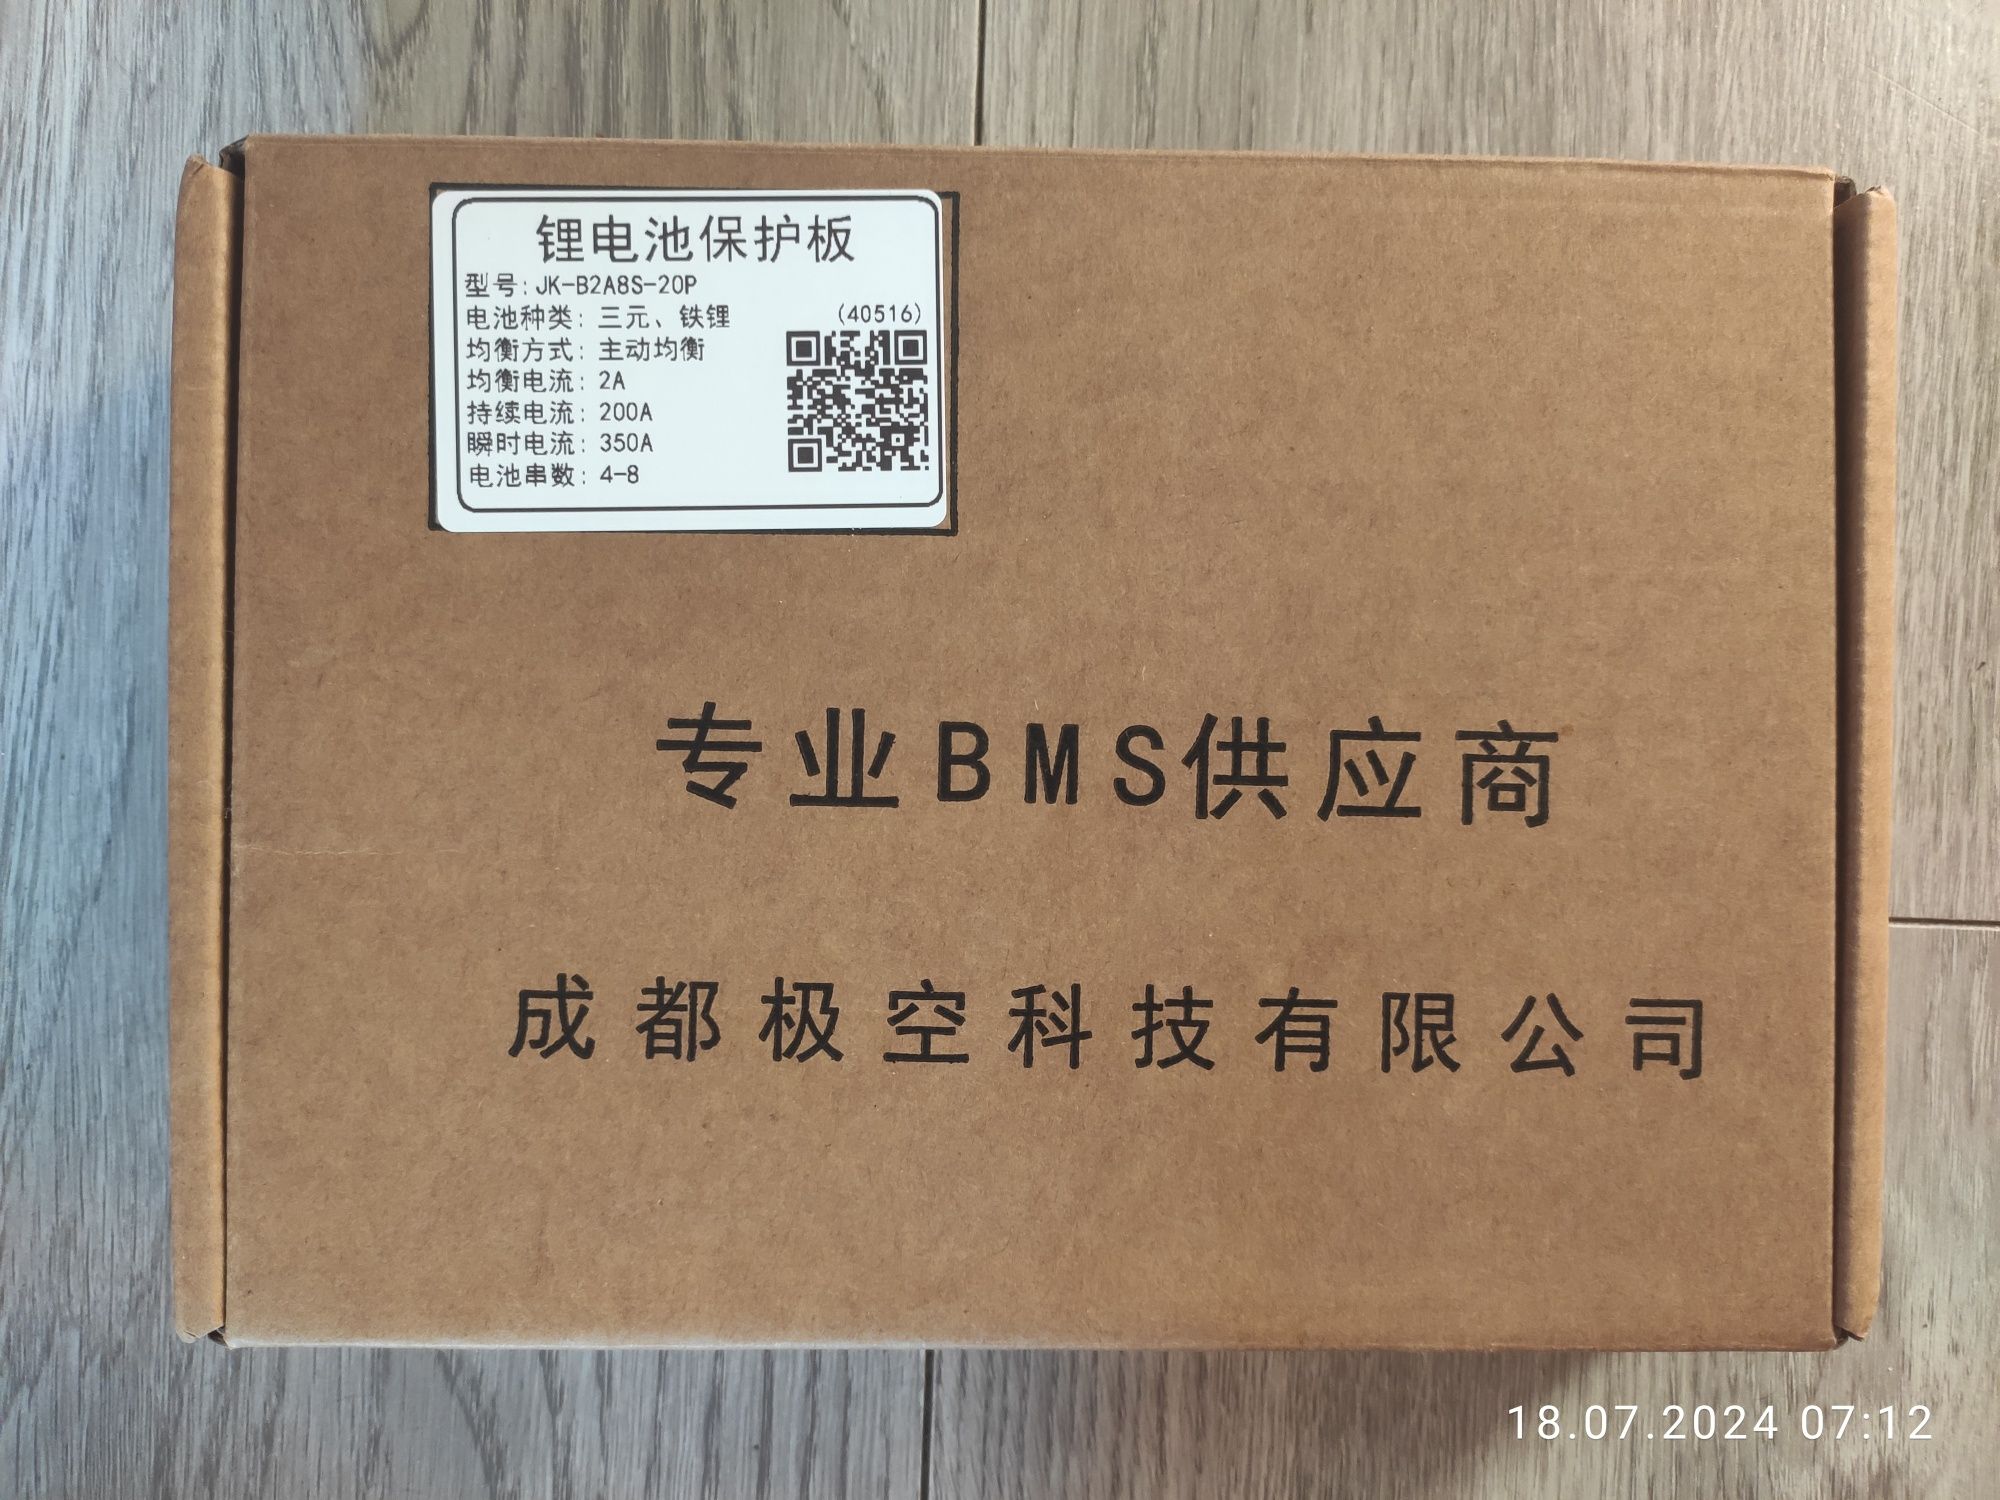 锂电池保护板
型号: JK-B2A8S-20P
电池种类: 三元、铁锂
(40516)
均衡方式: 主动均衡
均衡电流: 2A
持续电流: 200A
瞬时电流: 350A
电池串数: 4-8
专业BMS供应商
成都极空科技有限公司
18.07.2024 07:12